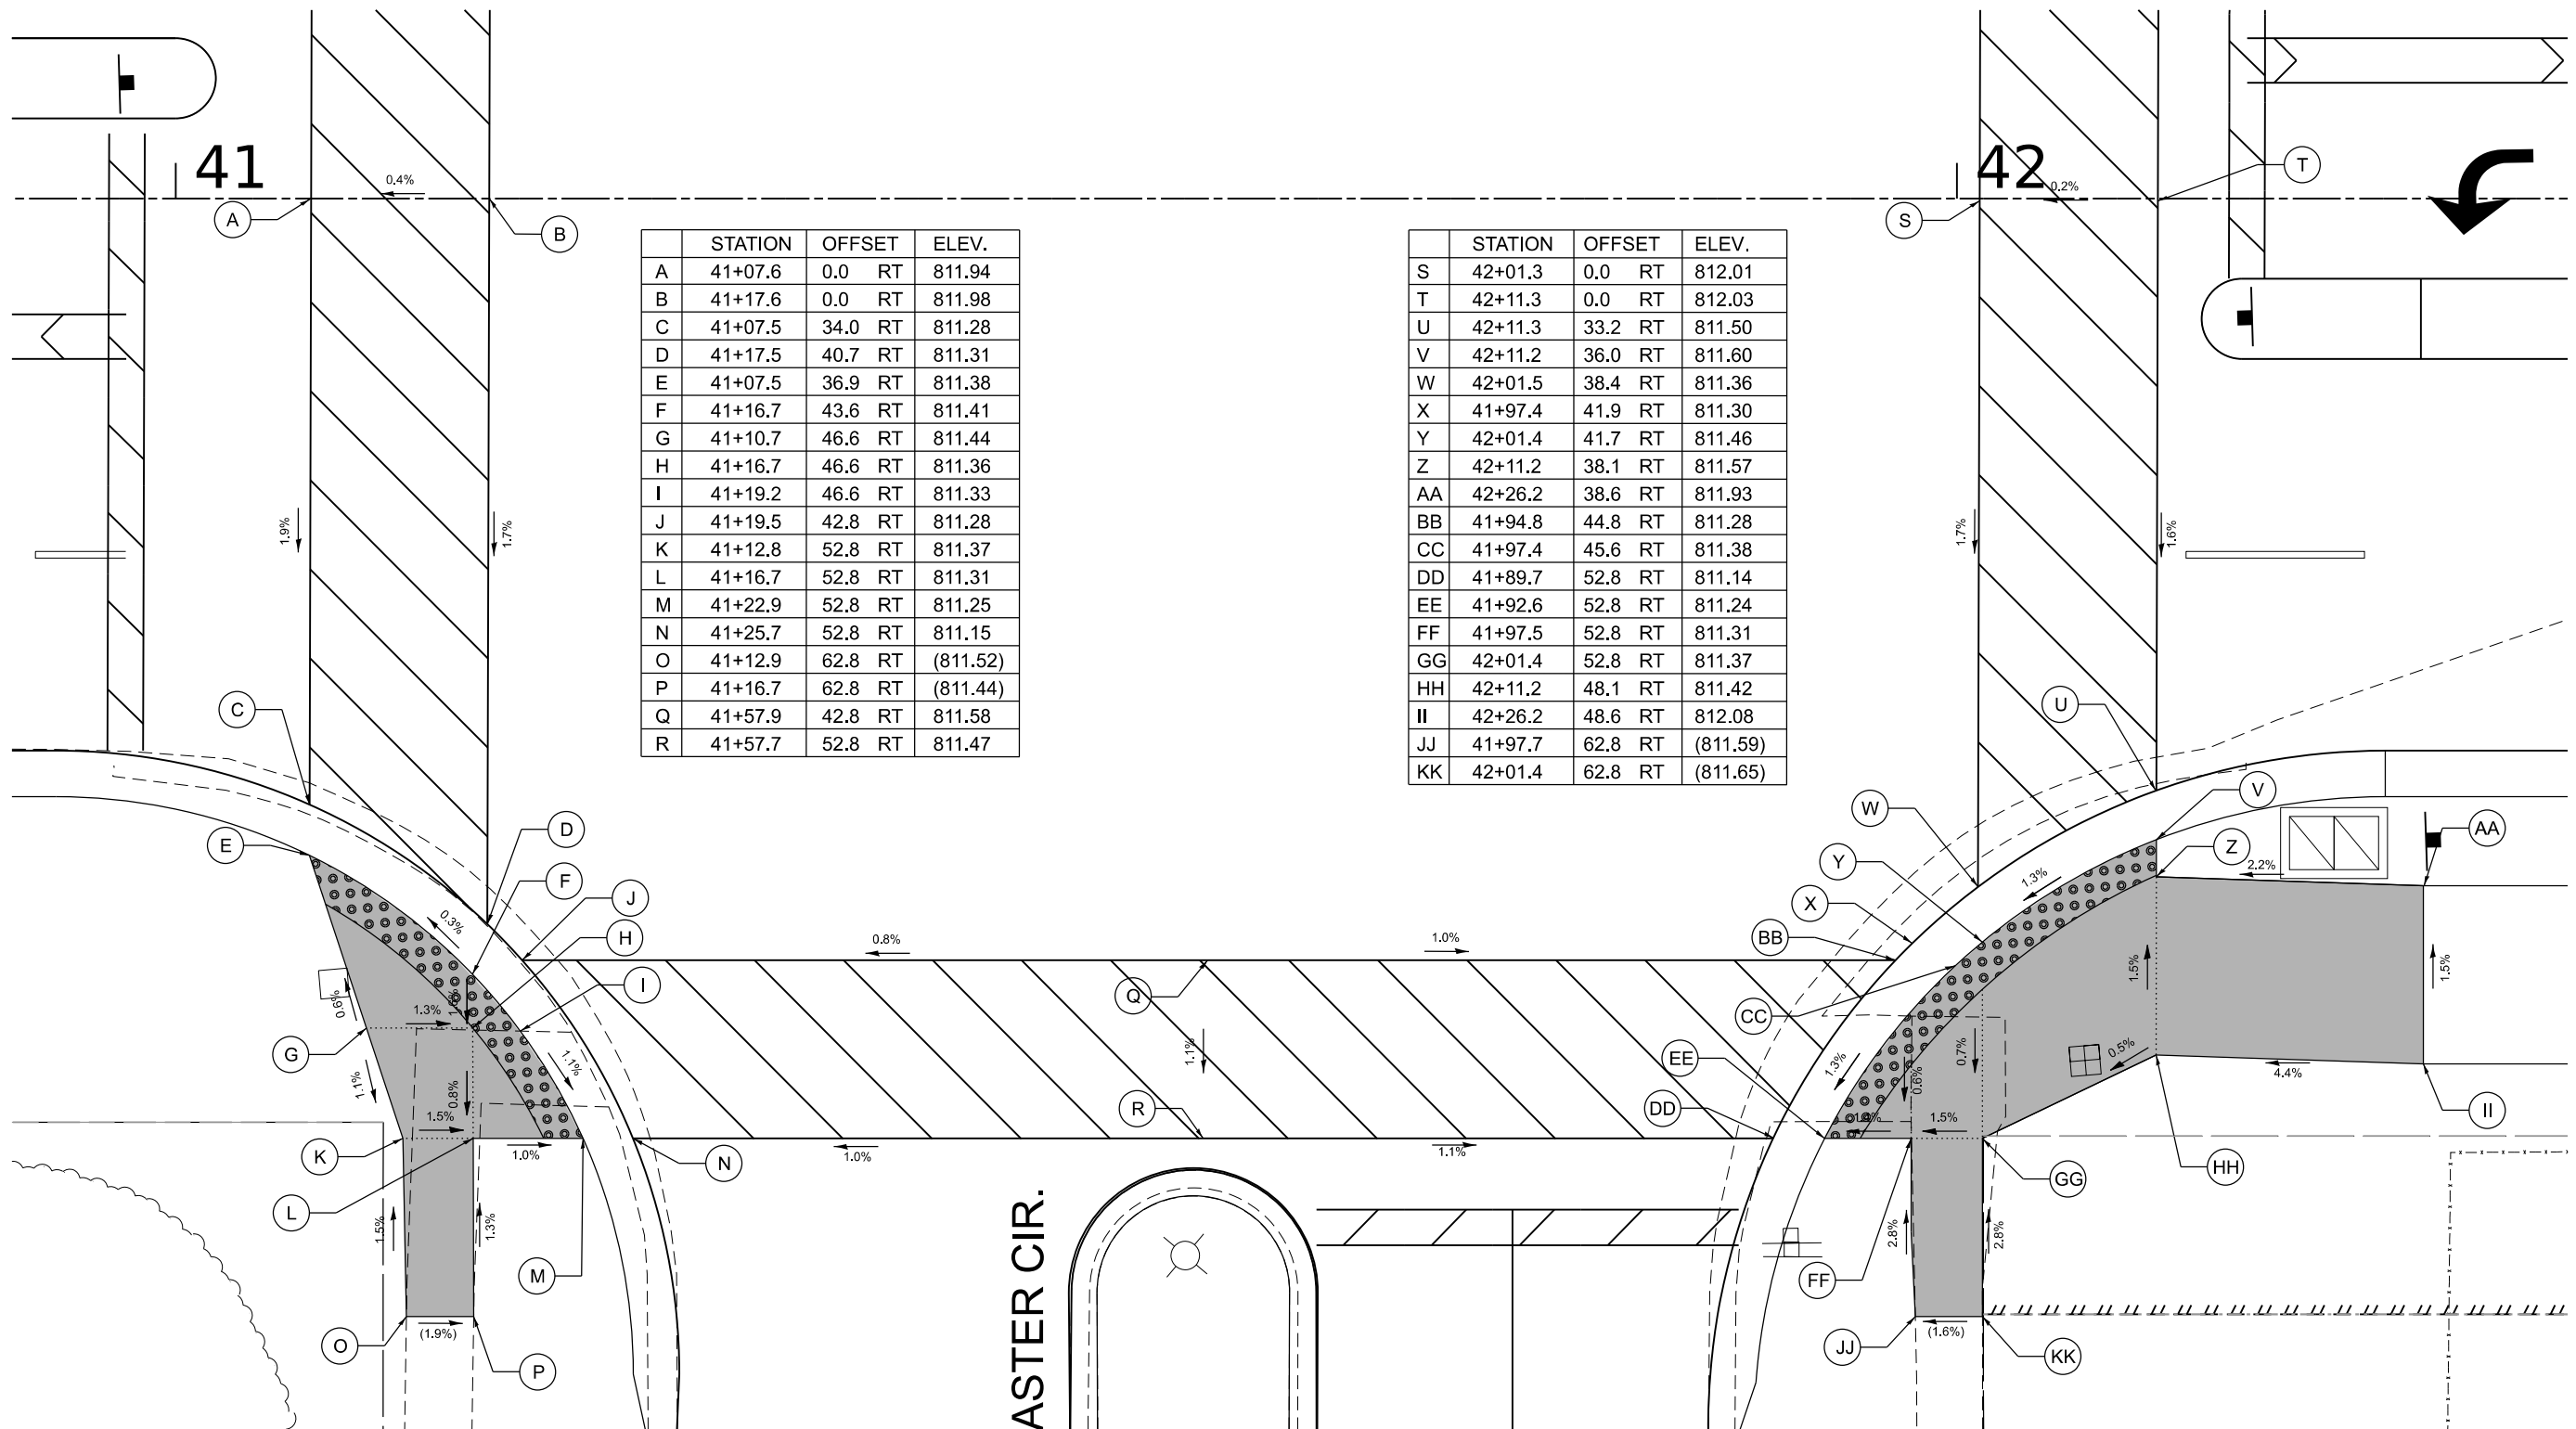 41
42
0.4%
0.2%
A
B
S
T
STATION OFFSET ELEV.
A 41+07.6 0.0 RT 811.94
B 41+17.6 0.0 RT 811.98
C 41+07.5 34.0 RT 811.28
D 41+17.5 40.7 RT 811.31
E 41+07.5 36.9 RT 811.38
F 41+16.7 43.6 RT 811.41
G 41+10.7 46.6 RT 811.44
H 41+16.7 46.6 RT 811.36
I 41+19.2 46.6 RT 811.33
J 41+19.5 42.8 RT 811.28
K 41+12.8 52.8 RT 811.37
L 41+16.7 52.8 RT 811.31
M 41+22.9 52.8 RT 811.25
N 41+25.7 52.8 RT 811.15
O 41+12.9 62.8 RT (811.52)
P 41+16.7 62.8 RT (811.44)
Q 41+57.9 42.8 RT 811.58
R 41+57.7 52.8 RT 811.47
STATION OFFSET ELEV.
S 42+01.3 0.0 RT 812.01
T 42+11.3 0.0 RT 812.03
U 42+11.3 33.2 RT 811.50
V 42+11.2 36.0 RT 811.60
W 42+01.5 38.4 RT 811.36
X 41+97.4 41.9 RT 811.30
Y 42+01.4 41.7 RT 811.46
Z 42+11.2 38.1 RT 811.57
AA 42+26.2 38.6 RT 811.93
BB 41+94.8 44.8 RT 811.28
CC 41+97.4 45.6 RT 811.38
DD 41+89.7 52.8 RT 811.14
EE 41+92.6 52.8 RT 811.24
FF 41+97.5 52.8 RT 811.31
GG 42+01.4 52.8 RT 811.37
HH 42+11.2 48.1 RT 811.42
II 42+26.2 48.6 RT 812.08
JJ 41+97.7 62.8 RT (811.59)
KK 42+01.4 62.8 RT (811.65)
1.9%
1.7%
1.7%
1.6%
C
U
D
V
W
E
Z
AA
Y
2.2%
F
1.3%
J
X
0.3%
H
BB
0.8%
1.0%
I
Q
CC
0.6%
1.3%
1.5%
1.5%
G
1.1%
1.1%
1.1%
EE
1.3%
0.6%
0.7%
0.5%
4.4%
0.8%
1.5%
R
DD
1.5%
II
K
1.0%
N
1.0%
1.1%
GG
HH
L
1.5%
1.3%
2.8%
2.8%
M
FF
O
(1.9%)
P
(1.6%)
JJ
KK
ASTER CIR.